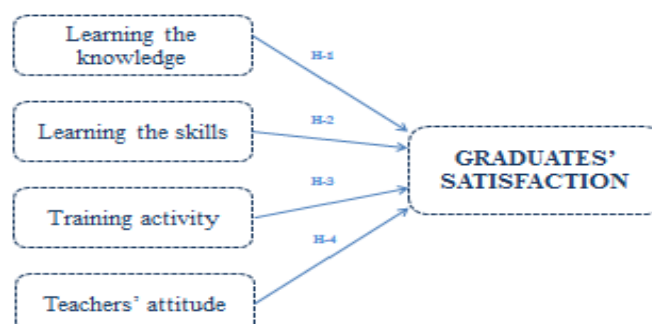 Learning the
knowledge
H-1
Learning the skills
H-2
GRADUATES’
SATISFACTION
H-3
Training activity
H-4
Teachers’ attitude